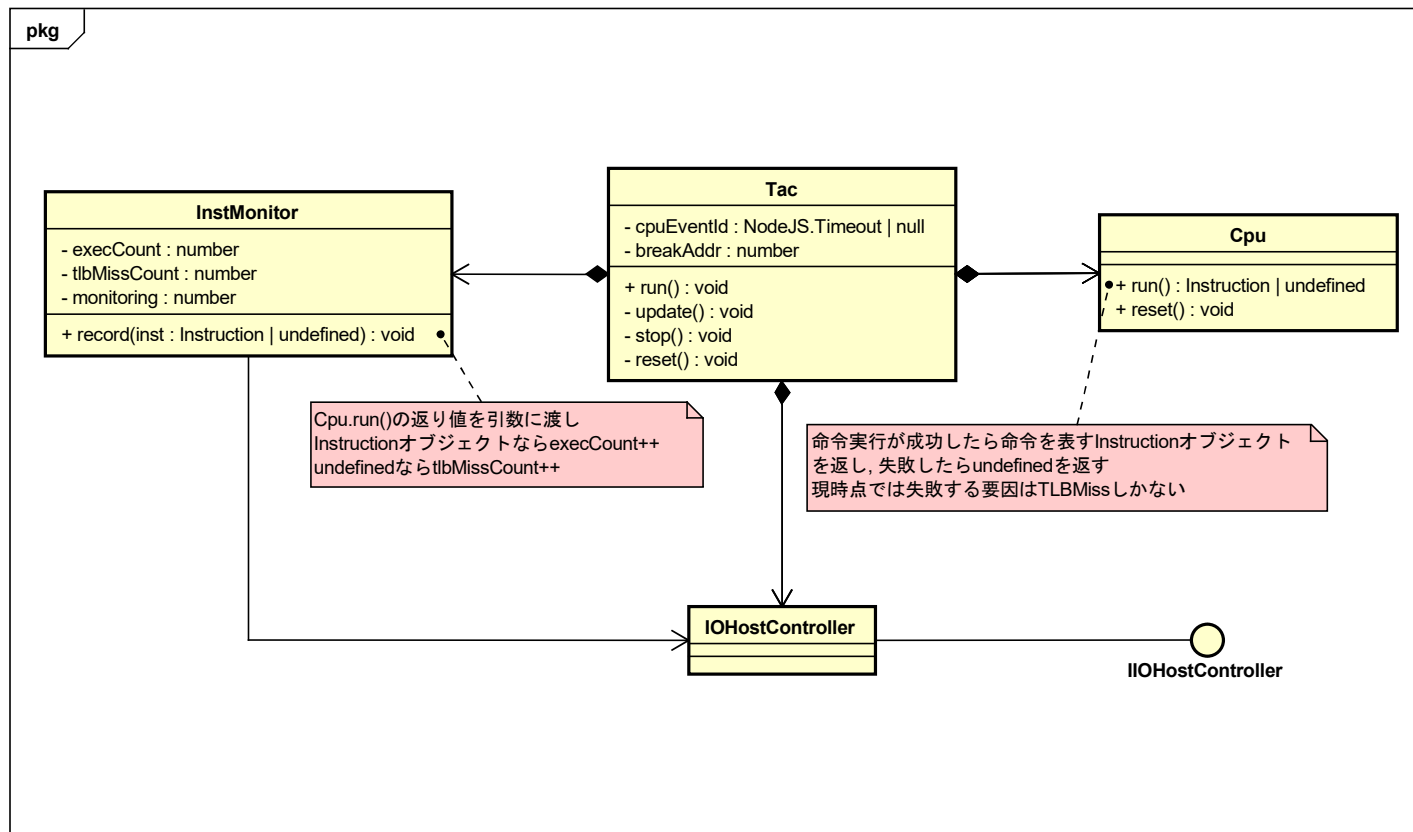 pkg
InstMonitor
- execCount : number
- tlbMissCount : number
- monitoring : number
+ record(inst : Instruction | undefined) : void
Tac
- cpuEventId : NodeJS.Timeout | null
- breakAddr : number
+ run() : void
- update() : void
- stop() : void
- reset() : void
Cpu
+ run() : Instruction | undefined
+ reset() : void
Cpu.run()の返り値を引数に渡し
InstructionオブジェクトならexecCount++
undefinedならtlbMissCount++
命令実行が成功したら命令を表すInstructionオブジェクト
を返し, 失敗したらundefinedを返す
現時点では失敗する要因はTLBMissしかない
IOHostController
IIOHostController